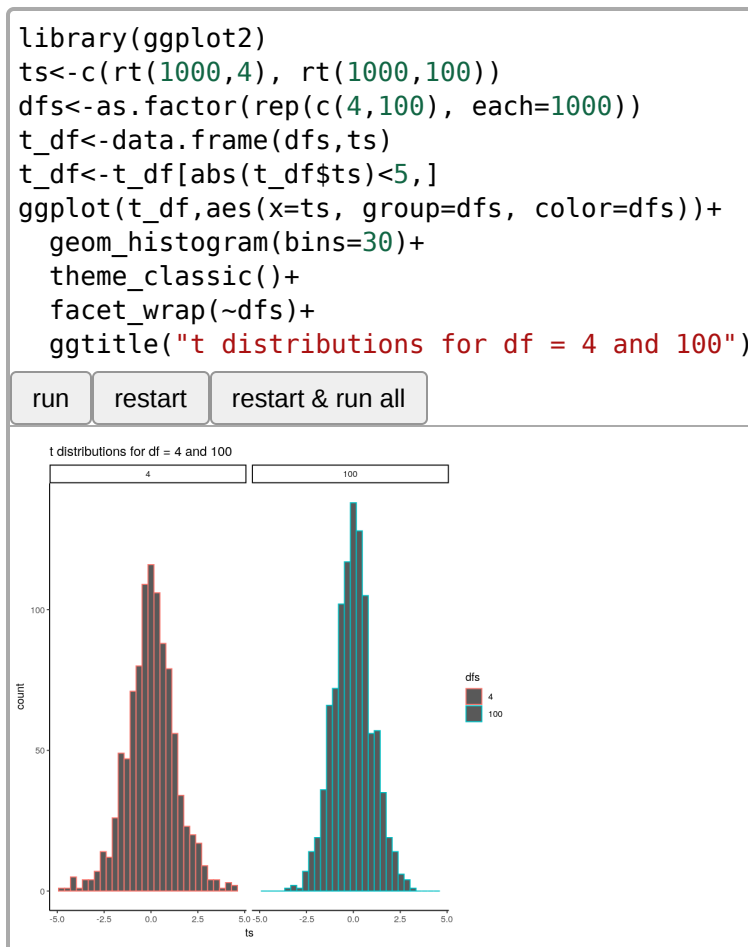 library(ggplot2)
ts<-c(rt(1000,4), rt(1000,100))
dfs<-as.factor(rep(c(4,100), each=1000))
t_df<-data.frame(dfs,ts)
t_df<-t_df[abs(t_df$ts)<5,]
ggplot(t_df,aes(x=ts, group=dfs, color=dfs))+
  geom_histogram(bins=30)+
  theme_classic()+
  facet_wrap(~dfs)+
  ggtitle("t distributions for df = 4 and 100")
run restart restart & run all
t distributions for df = 4 and 100
4 100
100
50
0
count
dfs
4
100
-5.0 -2.5 0.0 2.5 5.0 -5.0 -2.5 0.0 2.5 5.0
ts